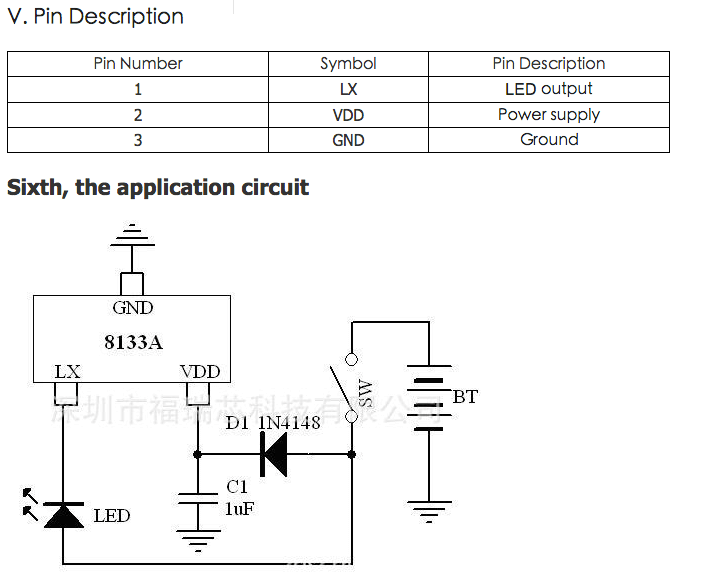 V. Pin Description
Pin Number Symbol Pin Description
1 LX LED output
2 VDD Power supply
3 GND Ground
Sixth, the application circuit
GND
8133A
LX VDD
SW
BT
深圳市福瑞芯科技有限公司
D1 1N4148
C1
1uF
LED